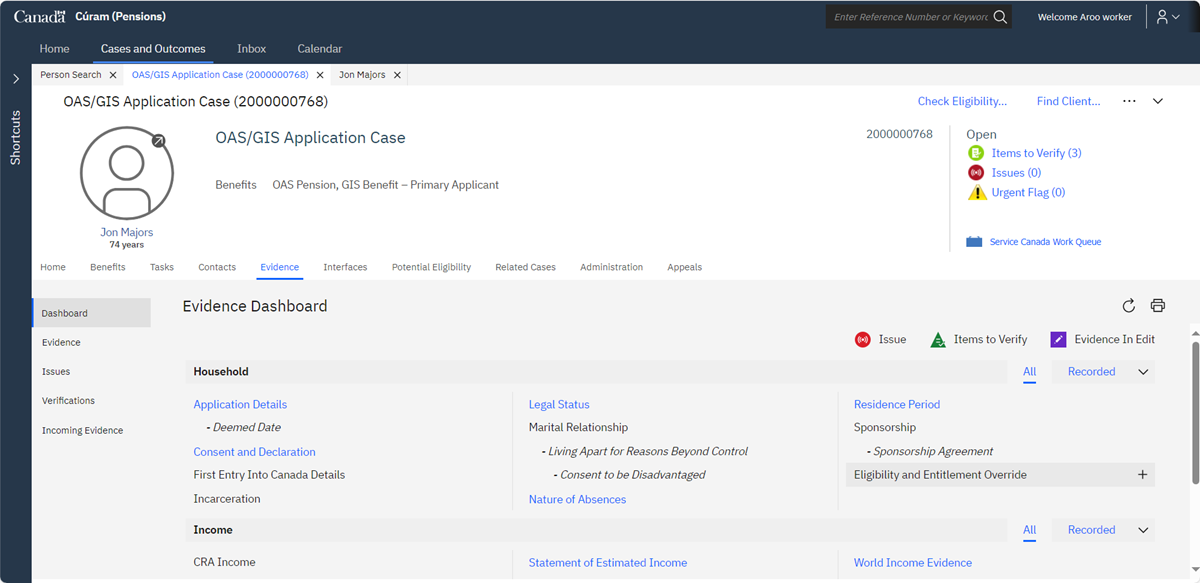 Canada Cúram (Pensions)
Enter Reference Number or Keyword
Welcome Aroo worker
Home Cases and Outcomes Inbox Calendar
Shortcuts
Person Search OAS/GIS Application Case (2000000768) Jon Majors
OAS/GIS Application Case (2000000768)
Check Eligibility... Find Client...
OAS/GIS Application Case
Benefits OAS Pension, GIS Benefit – Primary Applicant
Jon Majors
74 years
2000000768
Open
Items to Verify (3)
Issues (0)
Urgent Flag (0)
Service Canada Work Queue
Home Benefits Tasks Contacts Evidence Interfaces Potential Eligibility Related Cases Administration Appeals
Dashboard
Evidence
Issues
Verifications
Incoming Evidence
Evidence Dashboard
Issue Items to Verify Evidence In Edit
Household All Recorded
Application Details
- Deemed Date
Consent and Declaration
First Entry Into Canada Details
Incarceration
Legal Status
Marital Relationship
- Living Apart for Reasons Beyond Control
- Consent to be Disadvantaged
Nature of Absences
Residence Period
Sponsorship
- Sponsorship Agreement
Eligibility and Entitlement Override +
Income All Recorded
CRA Income
Statement of Estimated Income
World Income Evidence